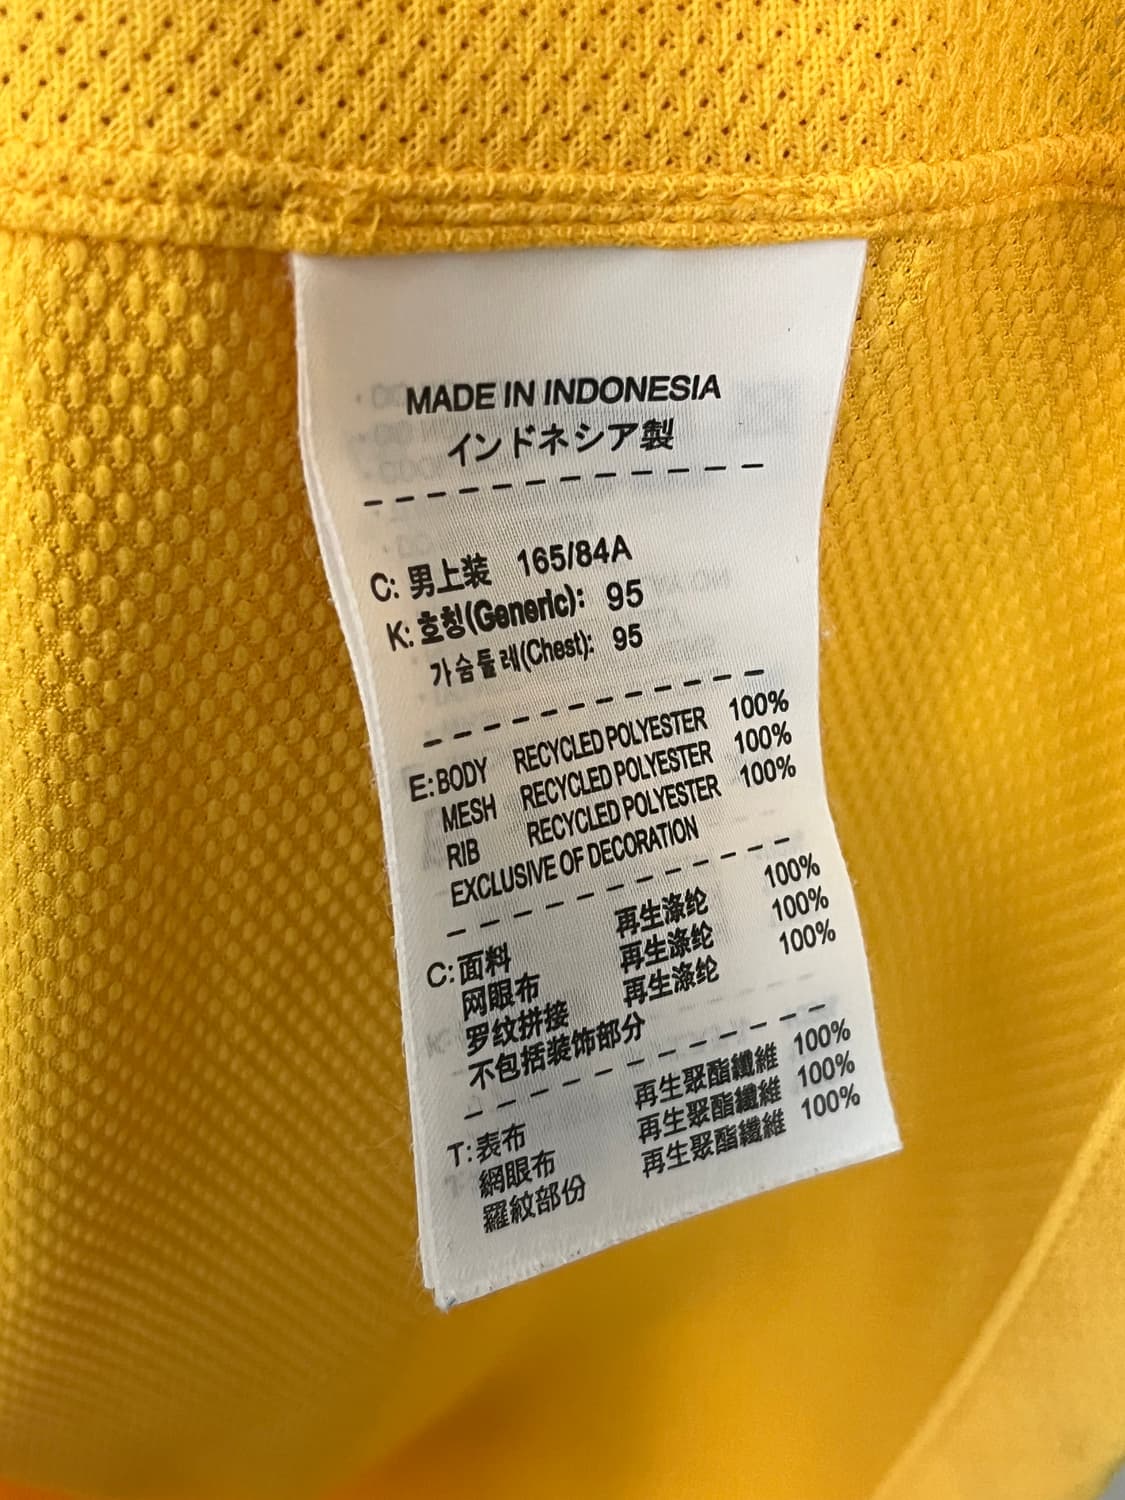 MADE IN INDONESIA
インドネシア製
C: 男上装 165/84A
K: 호칭(Generic): 95
가슴둘레(Chest): 95
E: BODY RECYCLED POLYESTER 100%
MESH RECYCLED POLYESTER 100%
RIB RECYCLED POLYESTER 100%
EXCLUSIVE OF DECORATION
C: 面料 再生涤纶 100%
网眼布 再生涤纶 100%
罗纹拼接 再生涤纶 100%
不包括装饰部分
T: 表布 再生聚酯纖維 100%
網眼布 再生聚酯纖維 100%
羅紋部份 再生聚酯纖維 100%